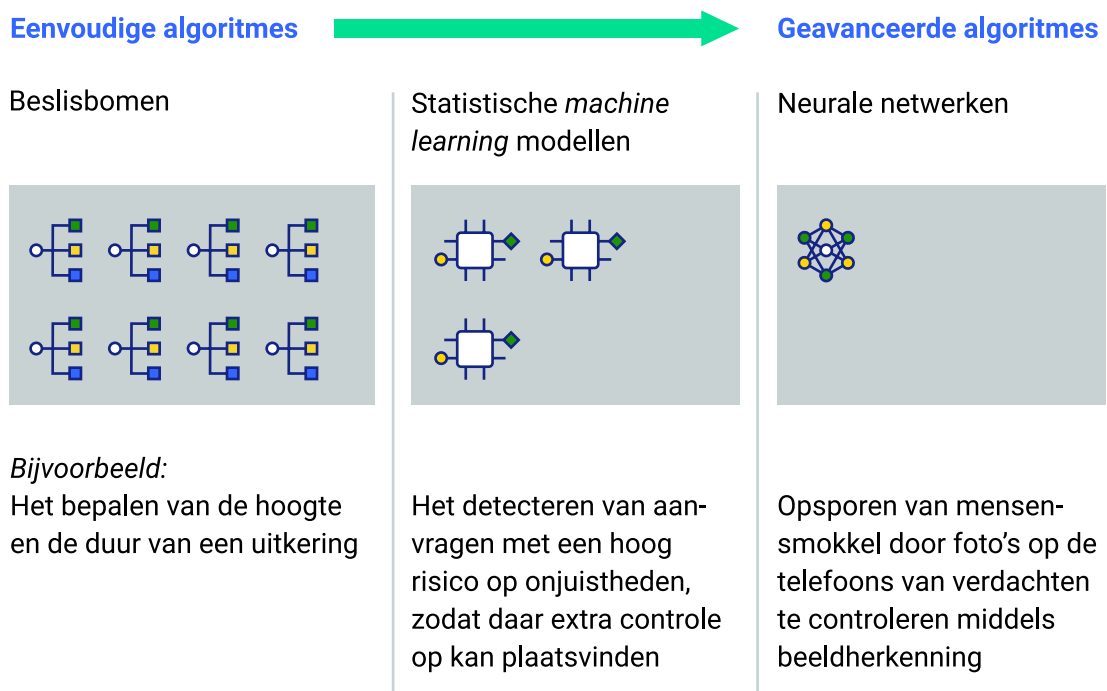 Eenvoudige algoritmes
Geavanceerde algoritmes
Beslisbomen
Statistische machine
learning modellen
Neurale netwerken
Bijvoorbeeld:
Het bepalen van de hoogte
en de duur van een uitkering
Het detecteren van aan-
vragen met een hoog
risico op onjuistheden,
zodat daar extra controle
op kan plaatsvinden
Opsporen van mensen-
smokkel door foto's op de
telefoons van verdachten
te controleren middels
beeldherkenning